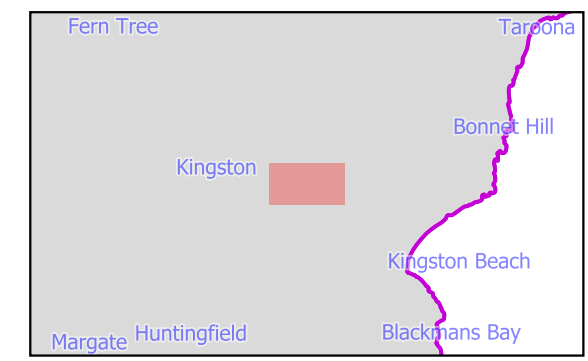 Fern Tree
Taroona
Bonnet Hill
Kingston
Kingston Beach
Blackmans Bay
Huntingfield
Margate